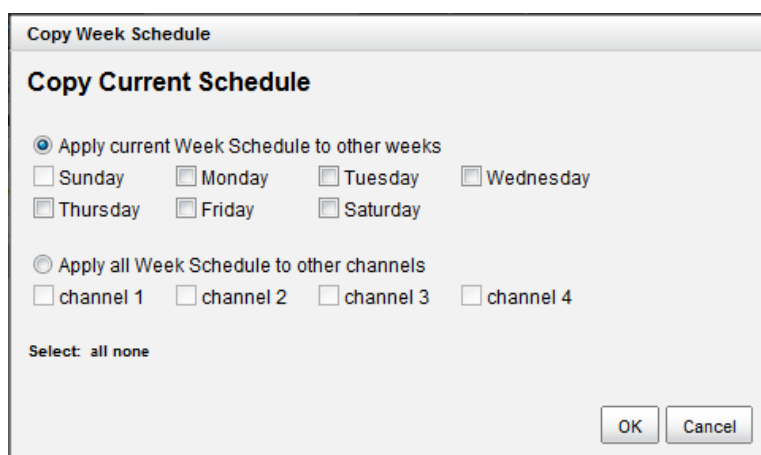 Copy Week Schedule
Copy Current Schedule
Apply current Week Schedule to other weeks
Sunday Monday Tuesday Wednesday
Thursday Friday Saturday
Apply all Week Schedule to other channels
channel 1 channel 2 channel 3 channel 4
Select: all none
OK Cancel